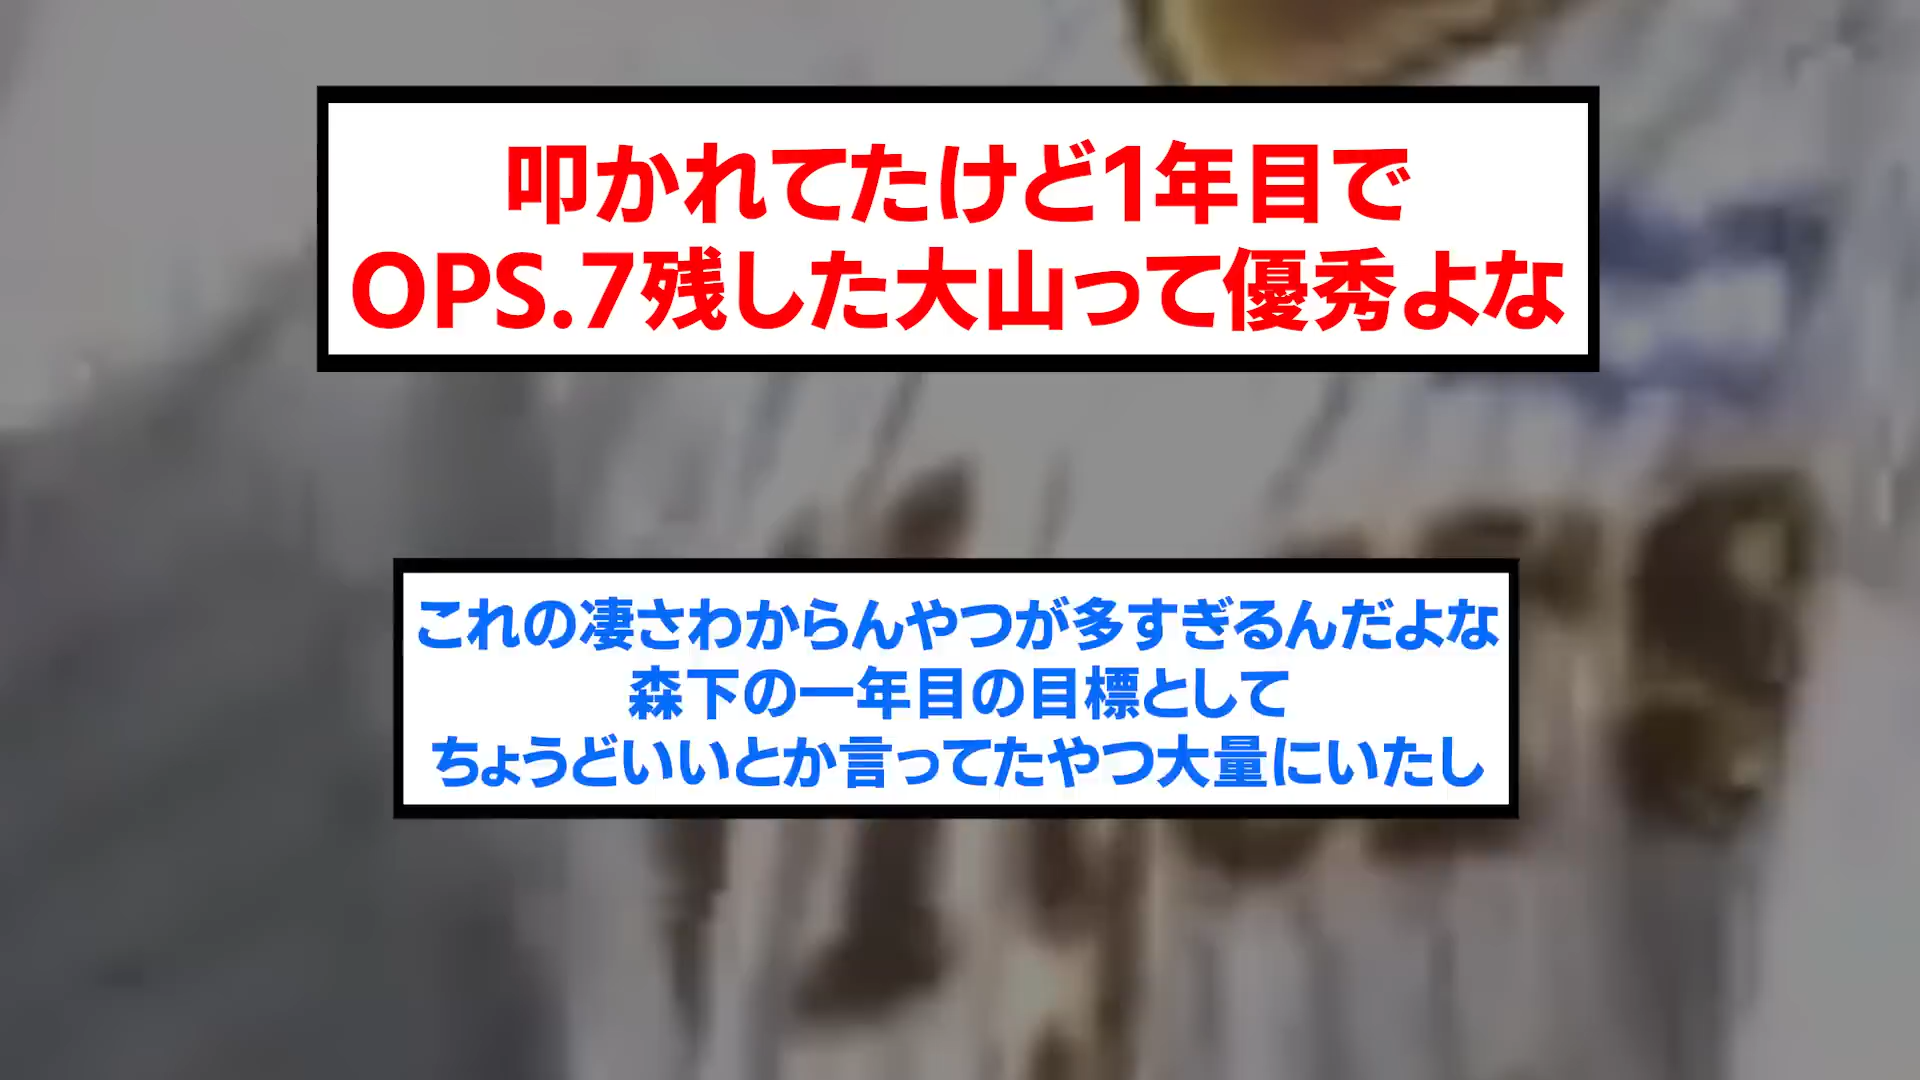 叩かれてたけど1年目で
OPS.7残した大山って優秀よな
これの凄さわからんやつが多すぎるんだよな
森下の一年目の目標として
ちょうどいいとか言ってたやつ大量にいたし